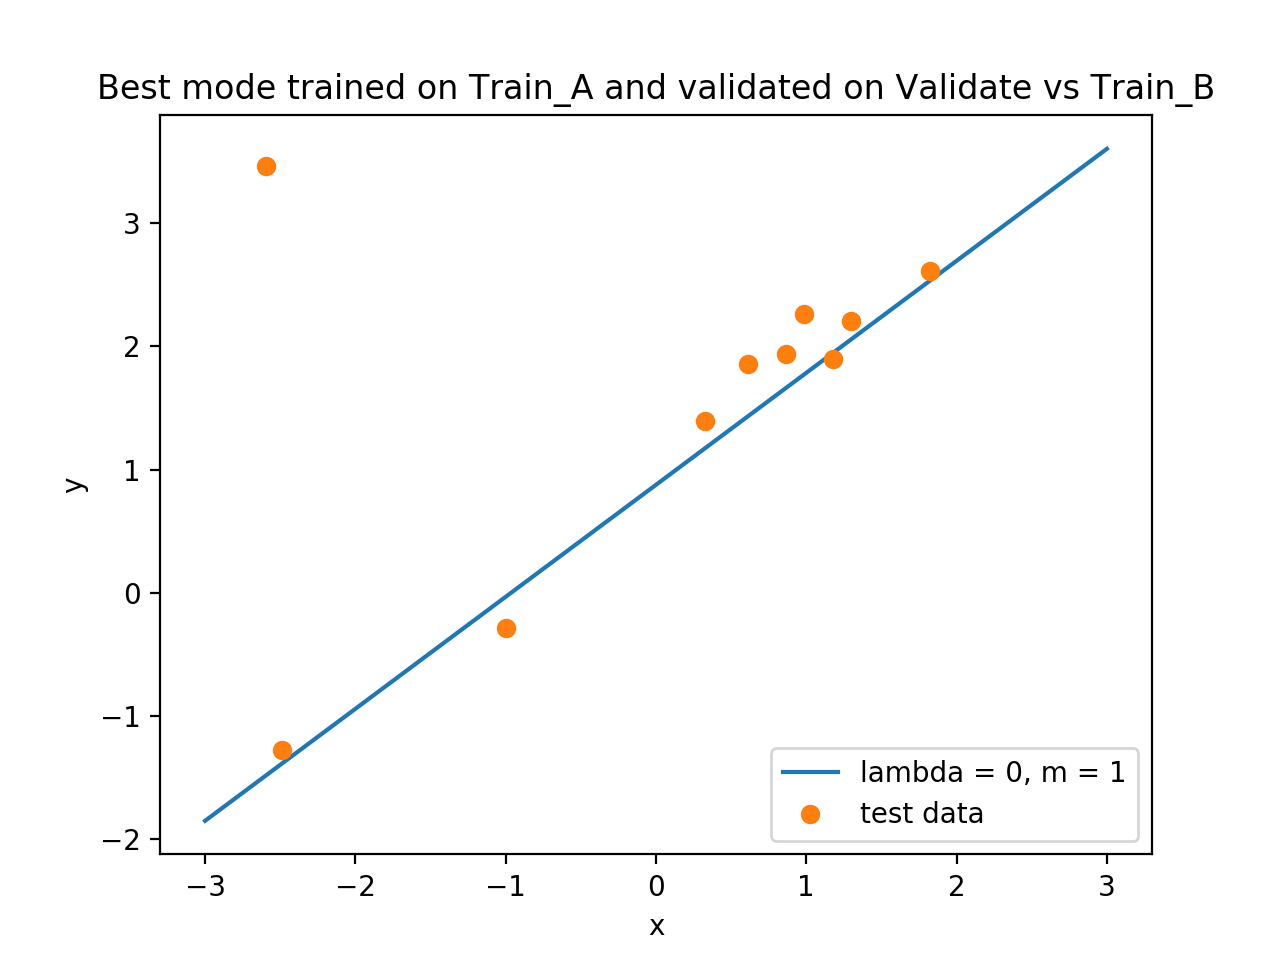 Best mode trained on Train_A and validated on Validate vs Train_B
3
2
1
0
−1
−2
y
−3
−2
−1
0
1
2
3
x
lambda = 0, m = 1
test data